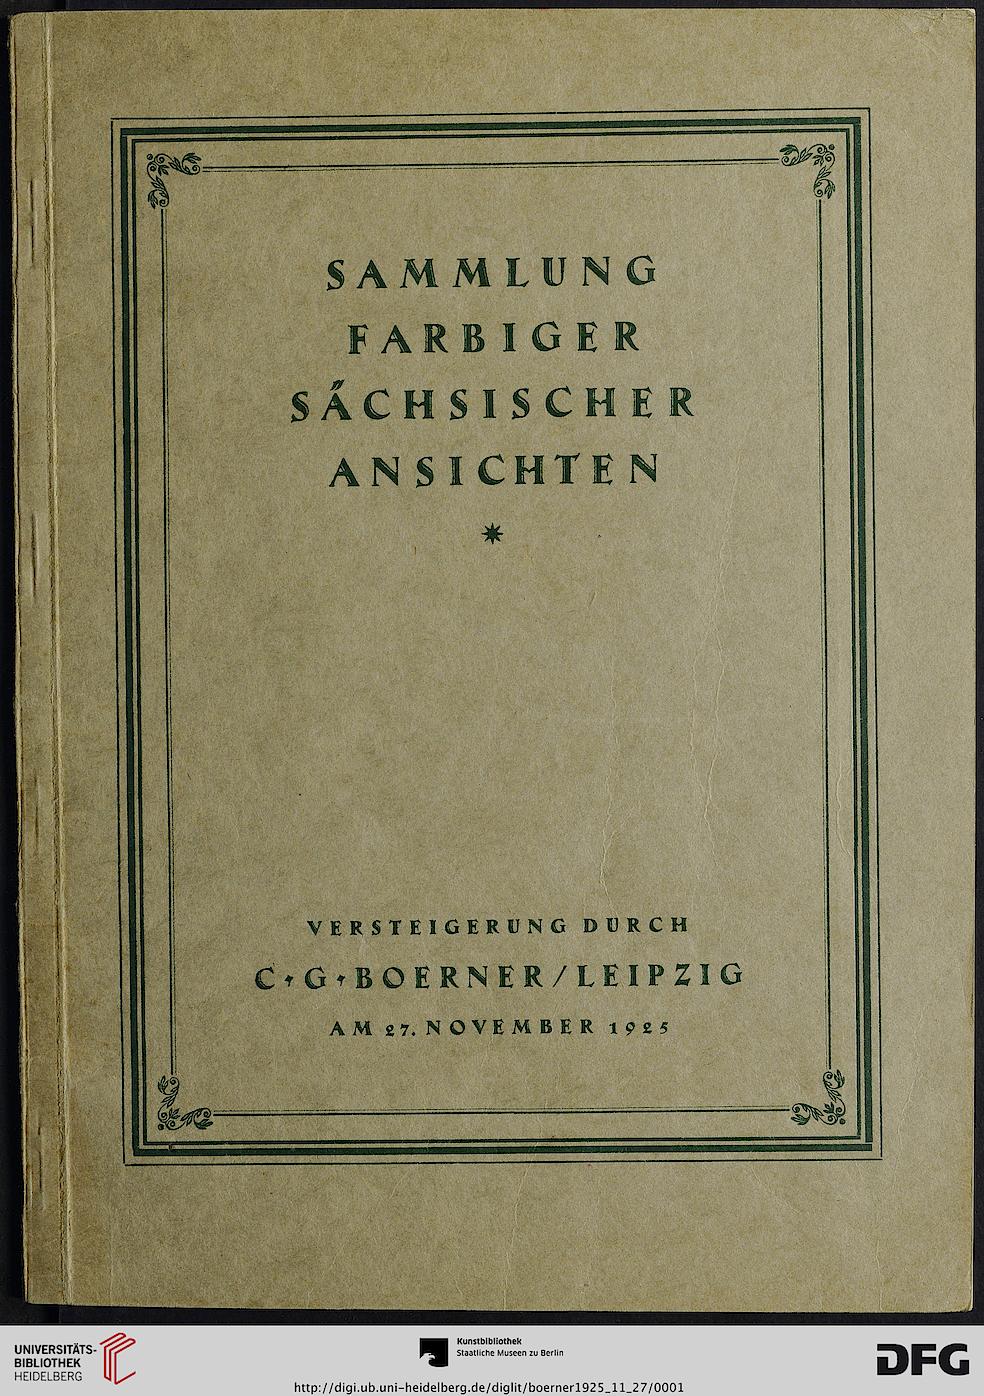 SAMMLUNG
FARBIGER
SÄCHSISCHER
ANSICHTEN
VERSTEIGERUNG DURCH
C·G·BOERNER/LEIPZIG
AM 27. NOVEMBER 1925
UNIVERSITÄTS-
BIBLIOTHEK
HEIDELBERG
Kunstbibliothek
Staatliche Museen zu Berlin
DFG
http://digi.ub.uni-heidelberg.de/diglit/boerner1925_11_27/0001